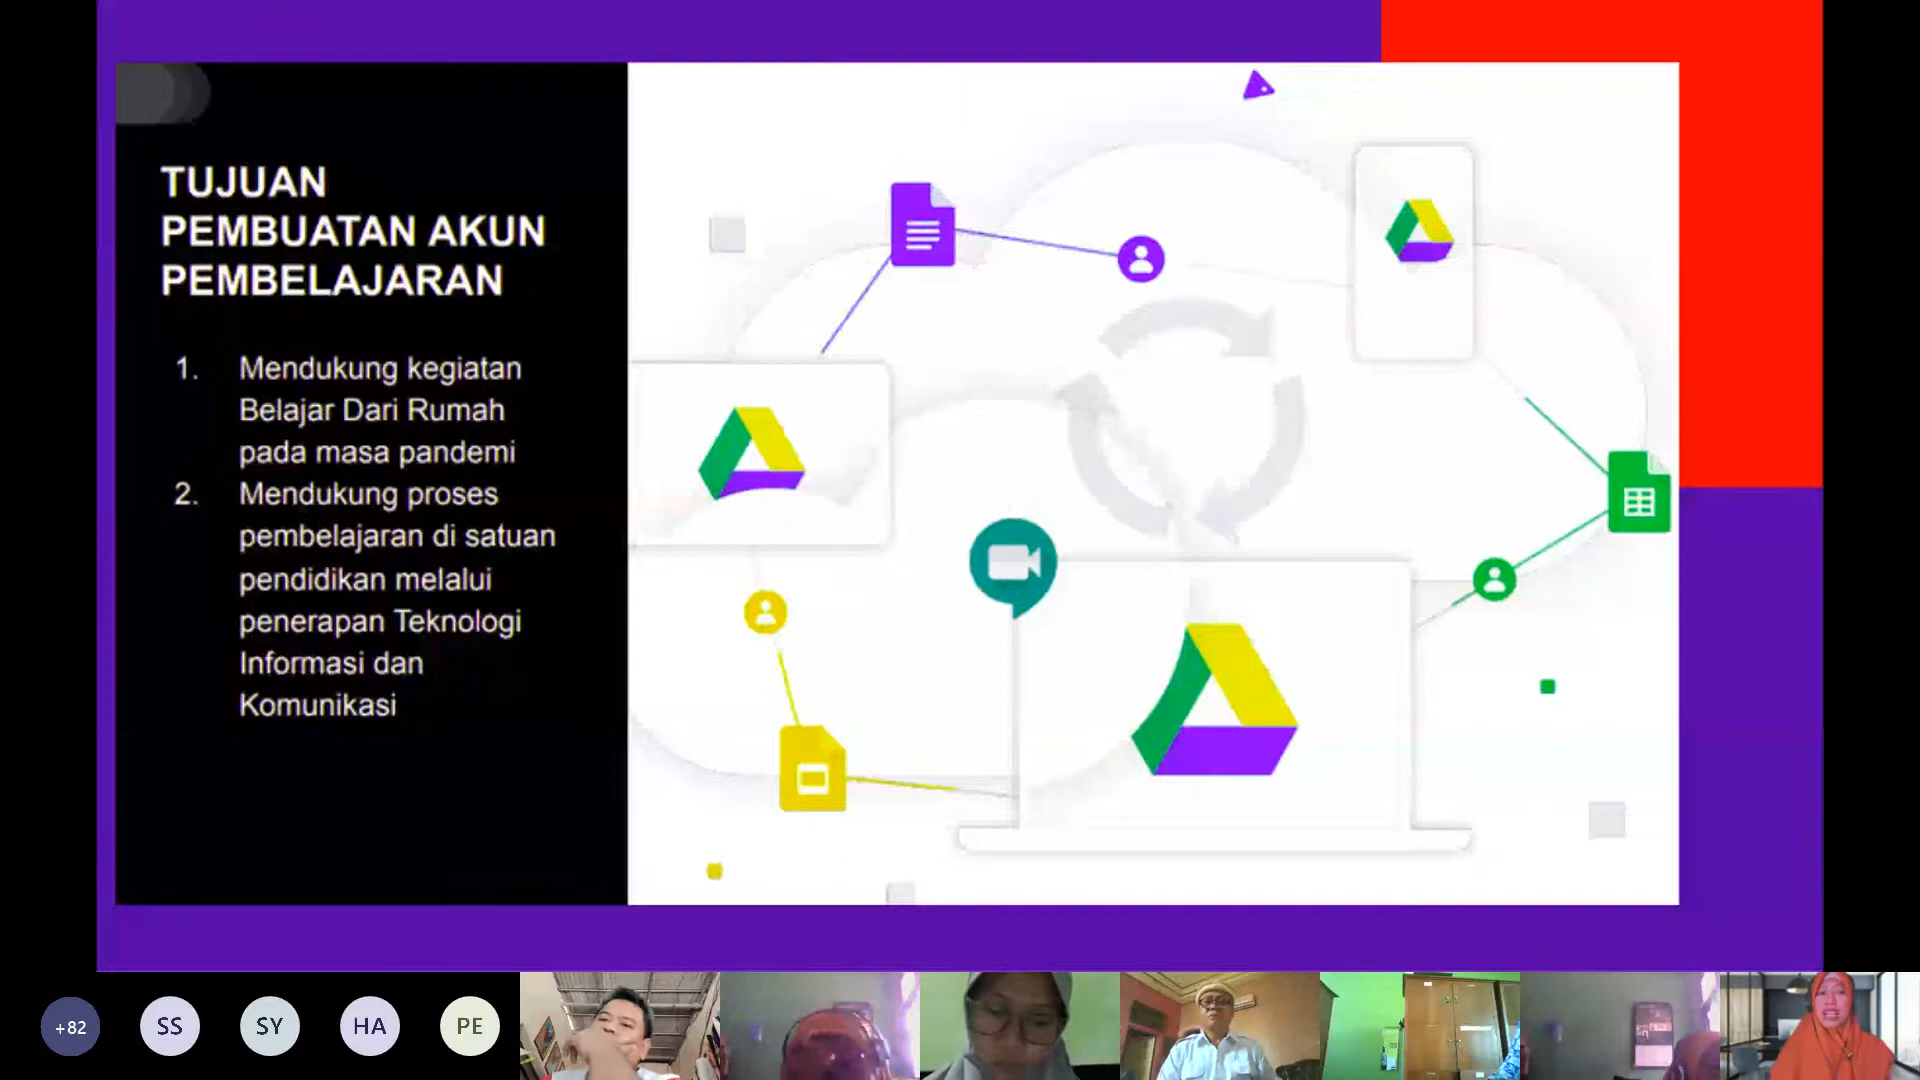 TUJUAN
PEMBUATAN AKUN
PEMBELAJARAN
1. Mendukung kegiatan
Belajar Dari Rumah
pada masa pandemi
2. Mendukung proses
pembelajaran di satuan
pendidikan melalui
penerapan Teknologi
Informasi dan
Komunikasi
+82 SS SY HA PE